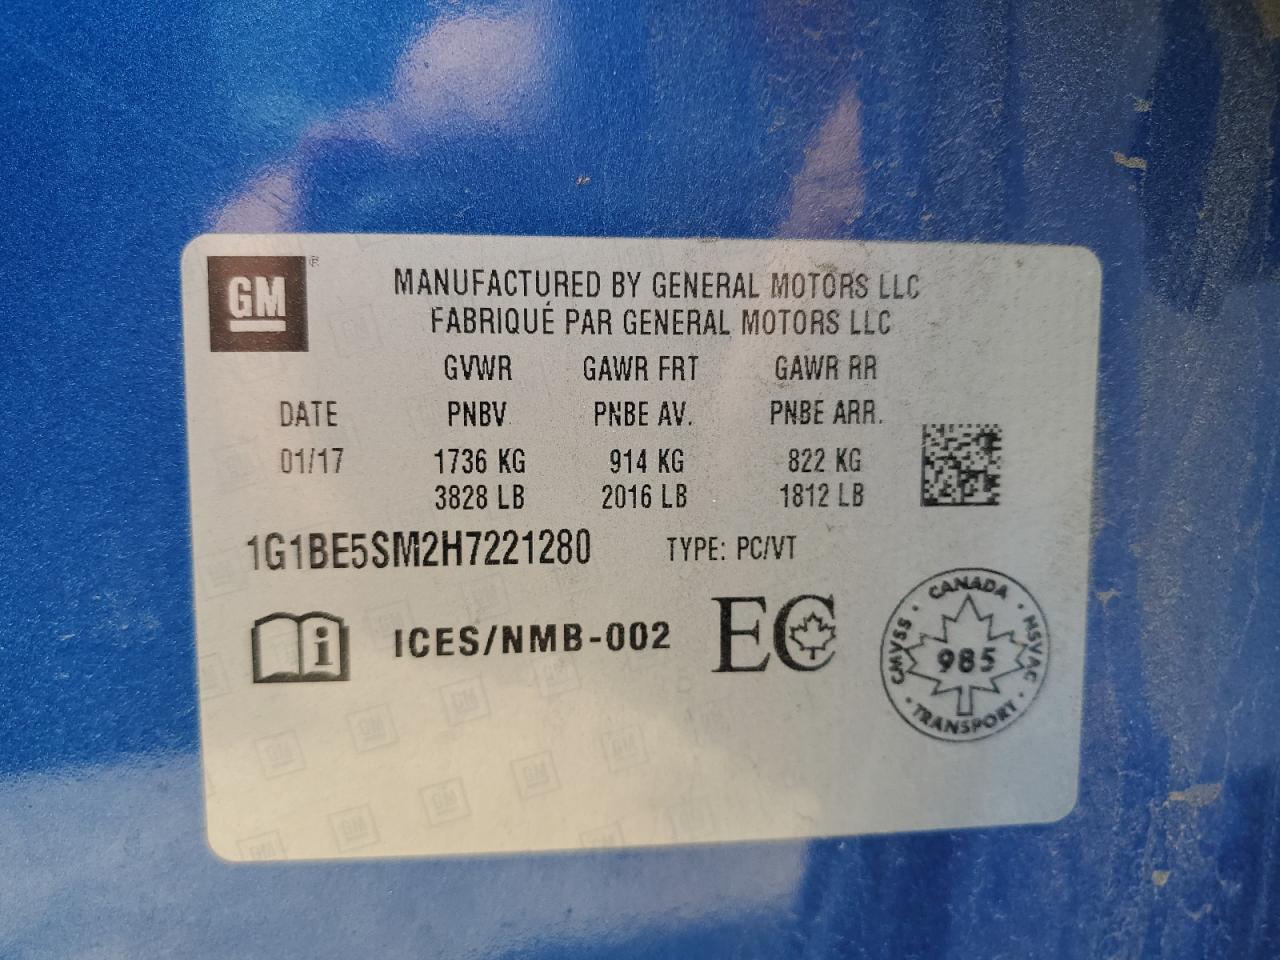 GM®
MANUFACTURED BY GENERAL MOTORS LLC
FABRIQUÉ PAR GENERAL MOTORS LLC
GVWR GAWR FRT GAWR RR
DATE PNBV PNBE AV. PNBE ARR.
01/17 1736 KG 914 KG 822 KG
3828 LB 2016 LB 1812 LB
1G1BE5SM2H7221280 TYPE: PC/VT
i ICES/NMB-002 EC
CANADA
CMVSS 985 NSVAC
TRANSPORT